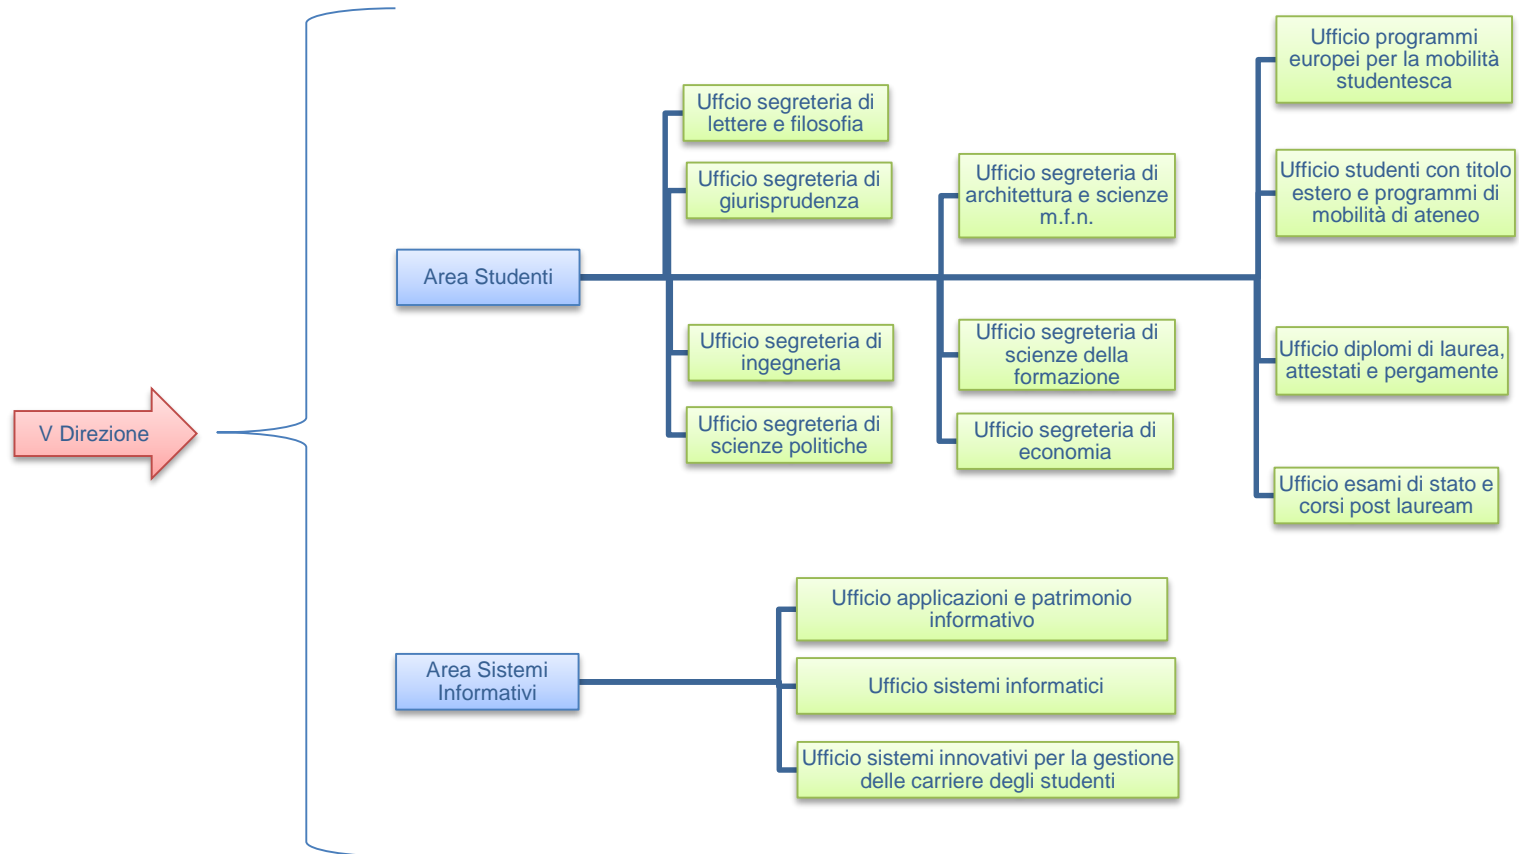 V Direzione
Area Studenti
Uffcio segreteria di
lettere e filosofia
Ufficio segreteria di
giurisprudenza
Ufficio segreteria di
ingegneria
Ufficio segreteria di
scienze politiche
Ufficio segreteria di
architettura e scienze
m.f.n.
Ufficio segreteria di
scienze della
formazione
Ufficio segreteria di
economia
Ufficio programmi
europei per la mobilità
studentesca
Ufficio studenti con titolo
estero e programmi di
mobilità di ateneo
Ufficio diplomi di laurea,
attestati e pergamente
Ufficio esami di stato e
corsi post lauream
Area Sistemi
Informativi
Ufficio applicazioni e patrimonio
informativo
Ufficio sistemi informatici
Ufficio sistemi innovativi per la gestione
delle carriere degli studenti